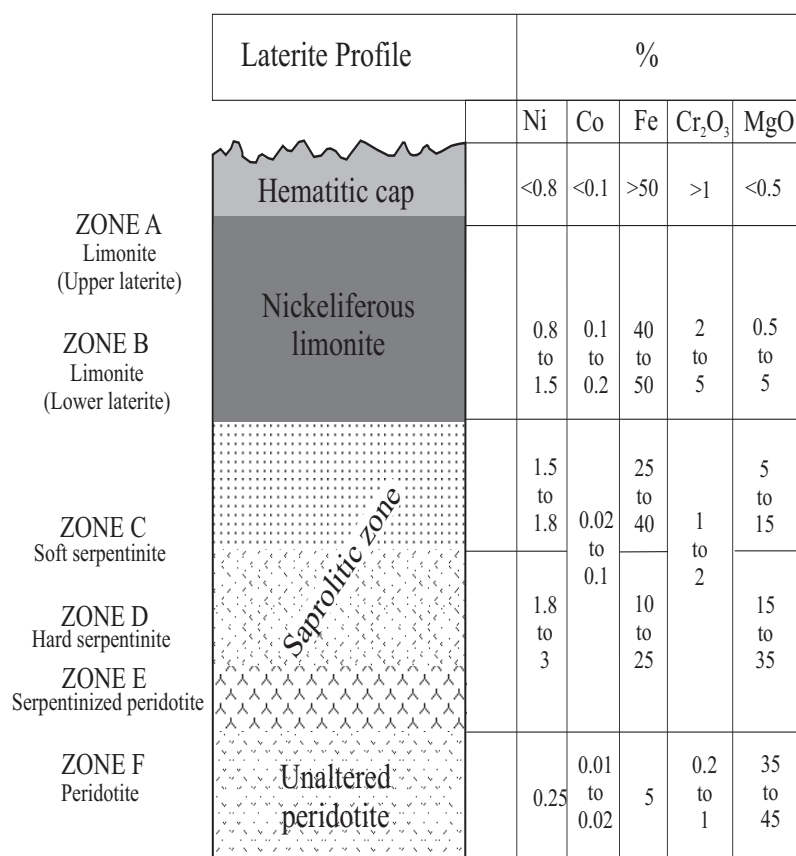 Laterite Profile
%
Ni Co Fe Cr₂O₃ MgO
Hematitic cap
<0.8 <0.1 >50 >1 <0.5
ZONE A
Limonite
(Upper laterite)
Nickeliferous
limonite
ZONE B
Limonite
(Lower laterite)
0.8 0.1 40 2 0.5
to to to to to
1.5 0.2 50 5 5
Saprolitic zone
ZONE C
Soft serpentinite
1.5 25 5
to to to
1.8 40 15
0.02 1
to to
0.1 2
ZONE D
Hard serpentinite
1.8 10 15
to to to
3 25 35
ZONE E
Serpentinized peridotite
ZONE F
Peridotite
Unaltered
peridotite
0.01 0.2 35
0.25 to 5 to to
0.02 1 45